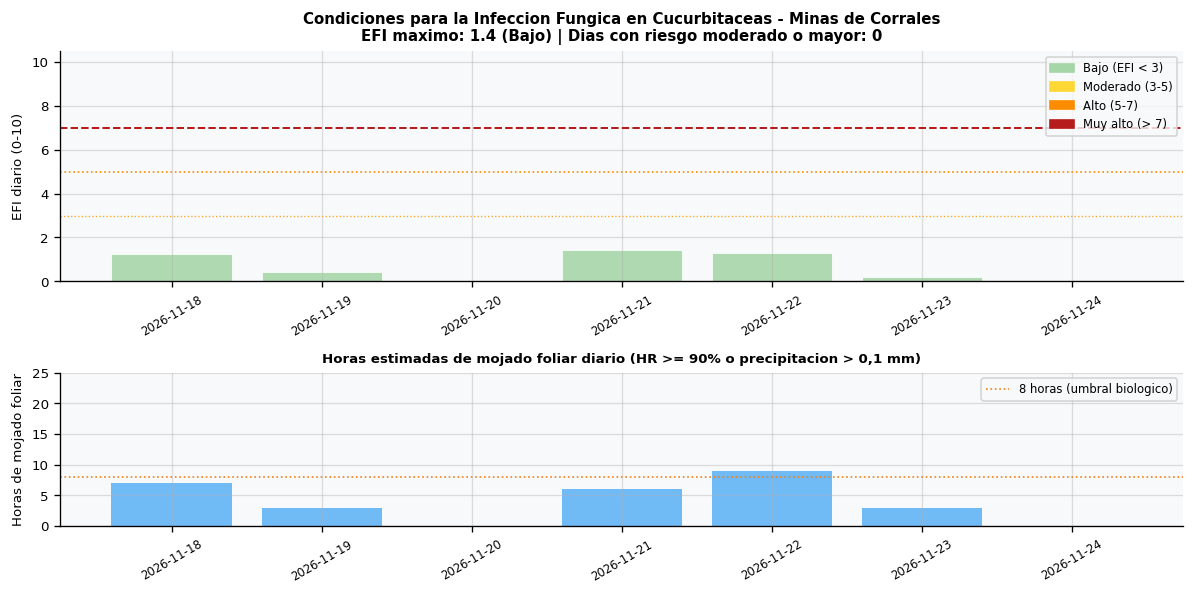 Condiciones para la Infeccion Fungica en Cucurbitaceas - Minas de Corrales
EFI maximo: 1.4 (Bajo) | Dias con riesgo moderado o mayor: 0
EFI diario (0-10)
10
8
6
4
2
0
Bajo (EFI < 3)
Moderado (3-5)
Alto (5-7)
Muy alto (> 7)
2026-11-18
2026-11-19
2026-11-20
2026-11-21
2026-11-22
2026-11-23
2026-11-24
Horas estimadas de mojado foliar diario (HR >= 90% o precipitacion > 0,1 mm)
Horas de mojado foliar
25
20
15
10
5
0
8 horas (umbral biologico)
2026-11-18
2026-11-19
2026-11-20
2026-11-21
2026-11-22
2026-11-23
2026-11-24